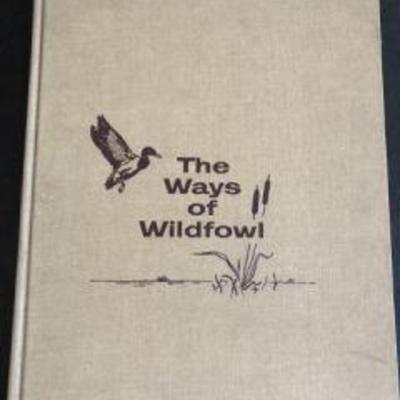 The
Ways
of
Wildfowl